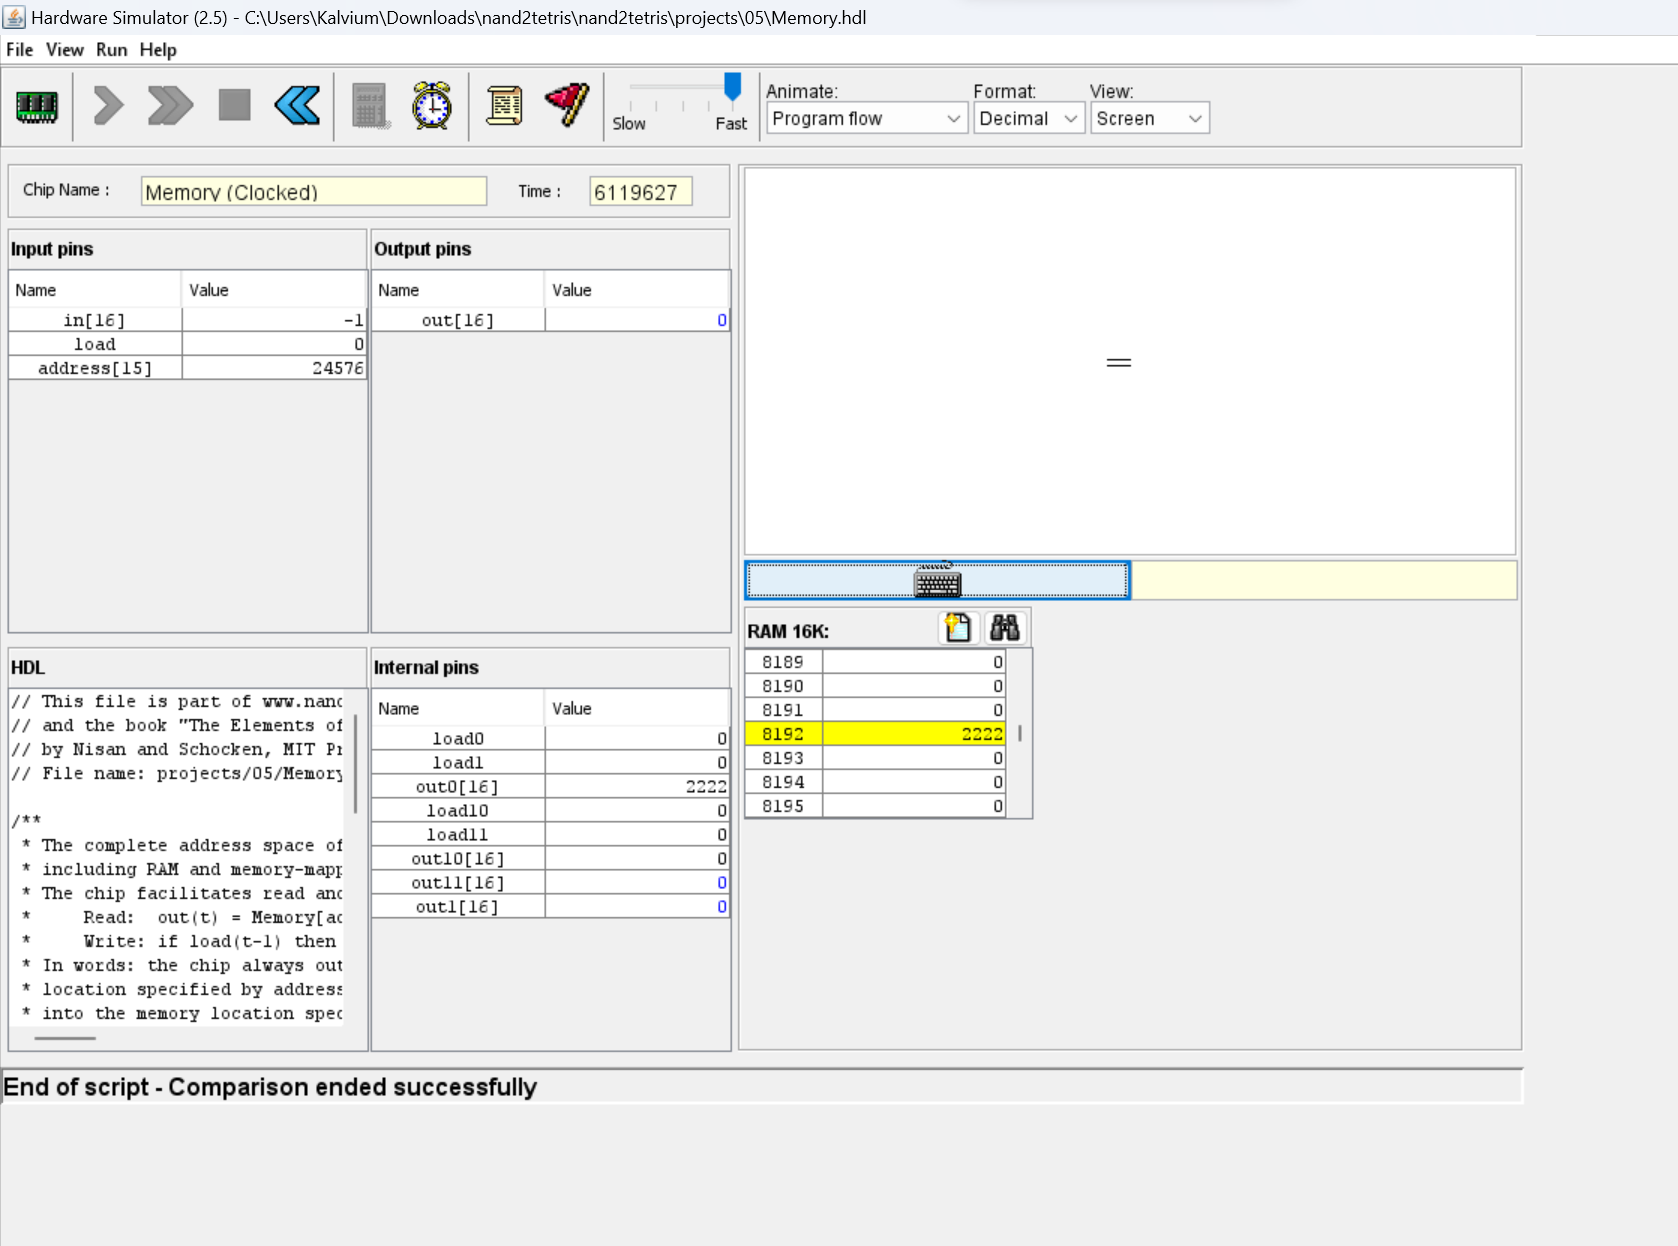 Hardware Simulator (2.5) - C:\Users\Kalvium\Downloads\nand2tetris\nand2tetris\projects\05\Memory.hdl
File View Run Help
Slow Fast
Animate: Format: View:
Program flow Decimal Screen
Chip Name : Memory (Clocked) Time : 6119627
Input pins
Name Value
in[16] -1
load 0
address[15] 24576
Output pins
Name Value
out[16] 0
HDL
// This file is part of www.nand
// and the book "The Elements of
// by Nisan and Schocken, MIT Pr
// File name: projects/05/Memory
/**
* The complete address space of
* including RAM and memory-mapp
* The chip facilitates read and
* Read: out(t) = Memory[ad
* Write: if load(t-1) then
* In words: the chip always out
* location specified by address
* into the memory location spec
Internal pins
Name Value
load0 0
load1 0
out0[16] 2222
load10 0
load11 0
out10[16] 0
out11[16] 0
out1[16] 0
RAM 16K:
8189 0
8190 0
8191 0
8192 2222
8193 0
8194 0
8195 0
End of script - Comparison ended successfully